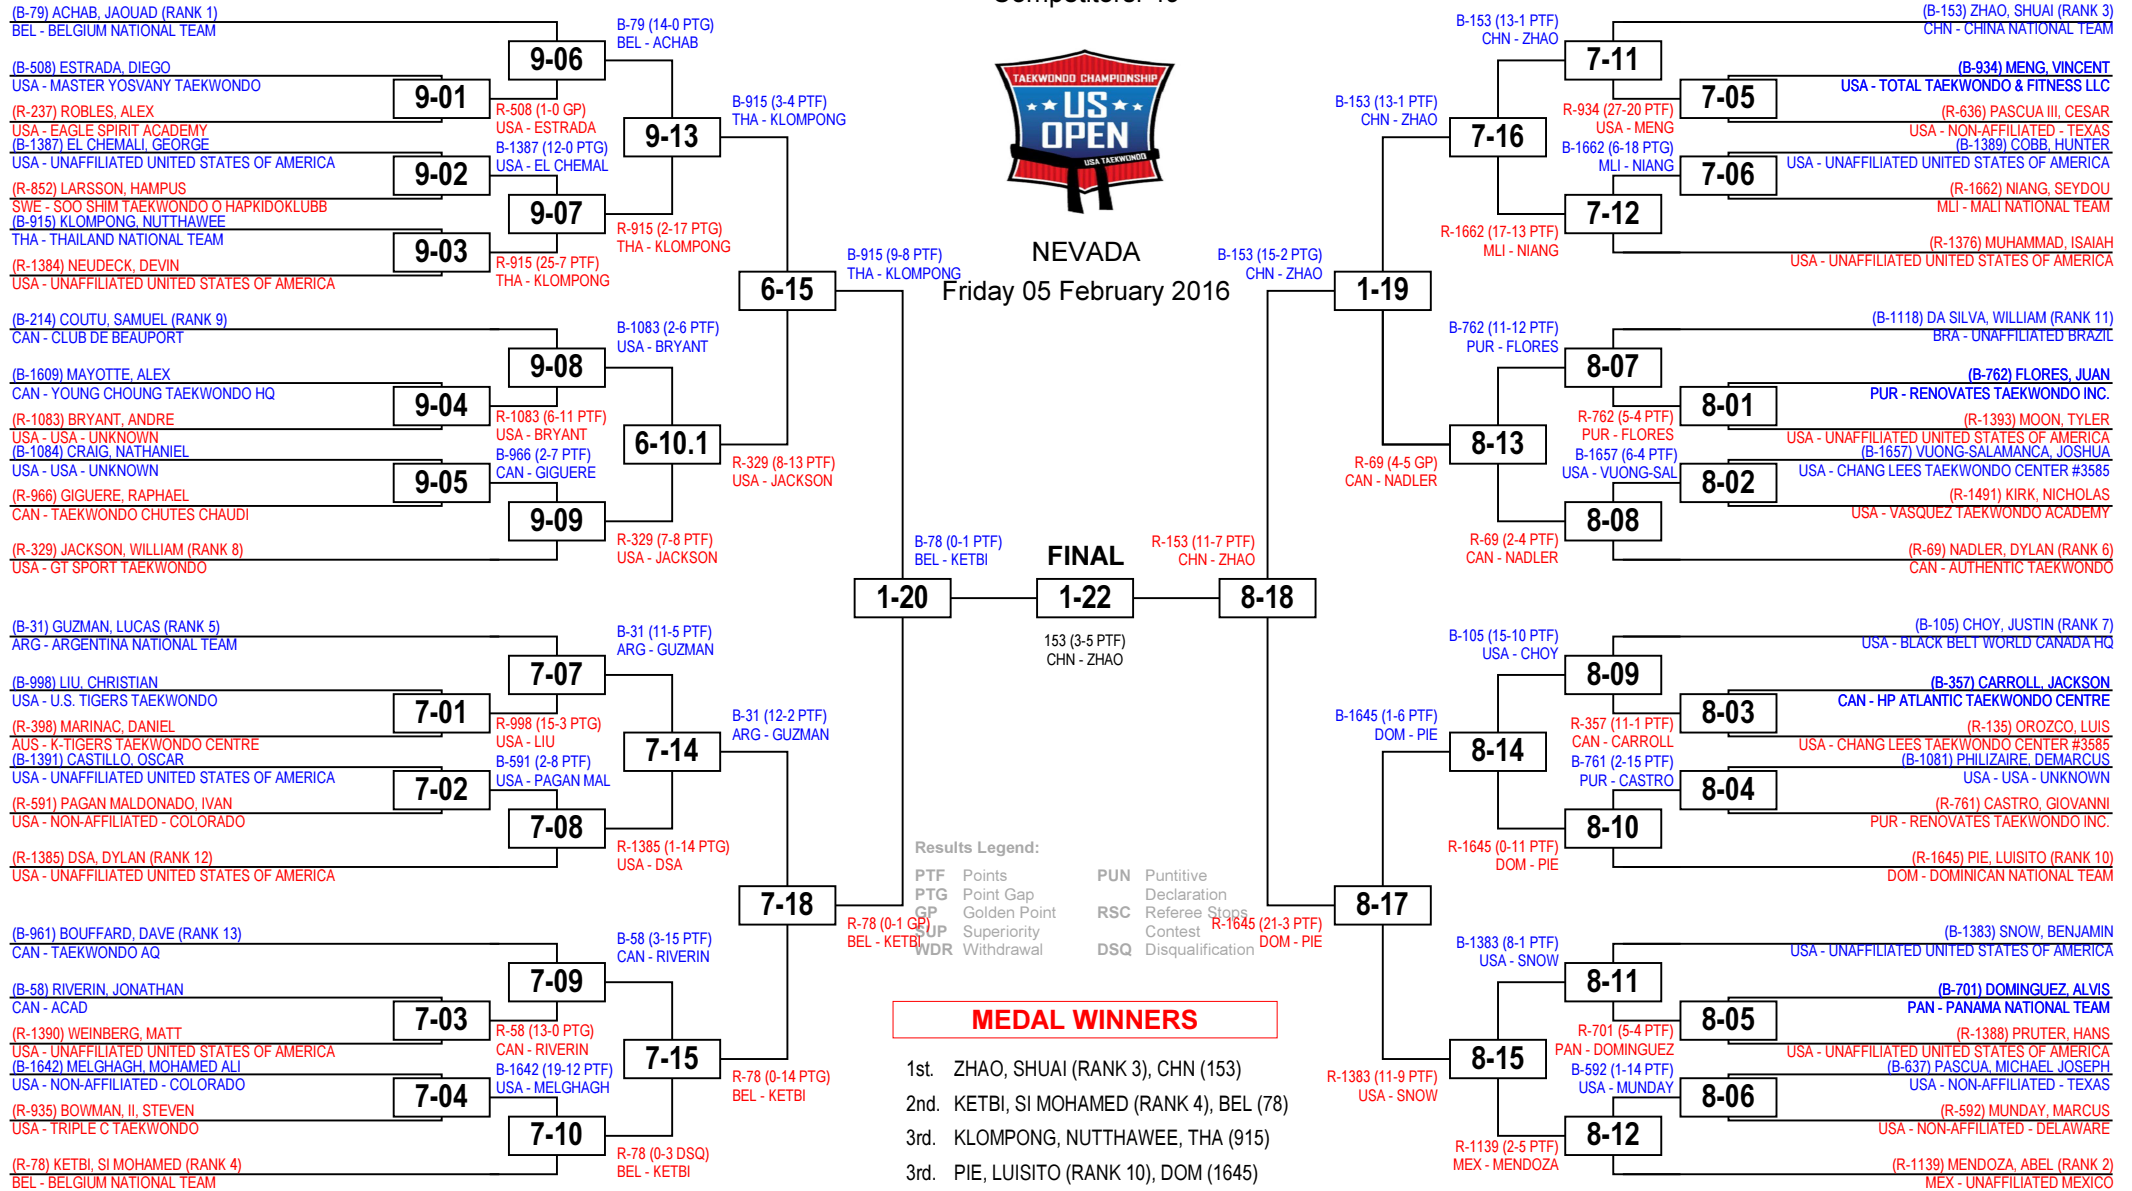 (B-79) ACHAB, JAOUAD (RANK 1)
BEL - BELGIUM NATIONAL TEAM
(B-508) ESTRADA, DIEGO
USA - MASTER YOSVANY TAEKWONDO
(R-237) ROBLES, ALEX
USA - EAGLE SPIRIT ACADEMY
(B-1387) EL CHEMALI, GEORGE
USA - UNAFFILIATED UNITED STATES OF AMERICA
(R-852) LARSSON, HAMPUS
SWE - SOO SHIM TAEKWONDO O HAPKIDOKLUBB
(B-915) KLOMPONG, NUTTHAWEE
THA - THAILAND NATIONAL TEAM
(R-1384) NEUDECK, DEVIN
USA - UNAFFILIATED UNITED STATES OF AMERICA
(B-214) COUTU, SAMUEL (RANK 9)
CAN - CLUB DE BEAUPORT
(B-1609) MAYOTTE, ALEX
CAN - YOUNG CHOUNG TAEKWONDO HQ
(R-1083) BRYANT, ANDRE
USA - USA - UNKNOWN
(B-1084) CRAIG, NATHANIEL
USA - USA - UNKNOWN
(R-966) GIGUERE, RAPHAEL
CAN - TAEKWONDO CHUTES CHAUDI
(R-329) JACKSON, WILLIAM (RANK 8)
USA - GT SPORT TAEKWONDO
(B-31) GUZMAN, LUCAS (RANK 5)
ARG - ARGENTINA NATIONAL TEAM
(B-998) LIU, CHRISTIAN
USA - U.S. TIGERS TAEKWONDO
(R-398) MARINAC, DANIEL
AUS - K-TIGERS TAEKWONDO CENTRE
(B-1391) CASTILLO, OSCAR
USA - UNAFFILIATED UNITED STATES OF AMERICA
(R-591) PAGAN MALDONADO, IVAN
USA - NON-AFFILIATED - COLORADO
(R-1385) DSA, DYLAN (RANK 12)
USA - UNAFFILIATED UNITED STATES OF AMERICA
(B-961) BOUFFARD, DAVE (RANK 13)
CAN - TAEKWONDO AQ
(B-58) RIVERIN, JONATHAN
CAN - ACAD
(R-1390) WEINBERG, MATT
USA - UNAFFILIATED UNITED STATES OF AMERICA
(B-1642) MELGHAGH, MOHAMED ALI
USA - NON-AFFILIATED - COLORADO
(R-935) BOWMAN, II, STEVEN
USA - TRIPLE C TAEKWONDO
(R-78) KETBI, SI MOHAMED (RANK 4)
BEL - BELGIUM NATIONAL TEAM
9-01
9-02
9-03
9-04
9-05
7-01
7-02
7-03
7-04
9-06
R-508 (1-0 GP)
USA - ESTRADA
B-1387 (12-0 PTG)
USA - EL CHEMAL
9-07
R-915 (25-7 PTF)
THA - KLOMPONG
9-08
R-1083 (6-11 PTF)
USA - BRYANT
B-966 (2-7 PTF)
CAN - GIGUERE
9-09
7-07
R-998 (15-3 PTG)
USA - LIU
B-591 (2-8 PTF)
USA - PAGAN MAL
7-08
7-09
R-58 (13-0 PTG)
CAN - RIVERIN
B-1642 (19-12 PTF)
USA - MELGHAGH
7-10
B-79 (14-0 PTG)
BEL - ACHAB
9-13
R-915 (2-17 PTG)
THA - KLOMPONG
B-1083 (2-6 PTF)
USA - BRYANT
6-10.1
R-329 (7-8 PTF)
USA - JACKSON
B-31 (11-5 PTF)
ARG - GUZMAN
7-14
R-1385 (1-14 PTG)
USA - DSA
B-58 (3-15 PTF)
CAN - RIVERIN
7-15
R-78 (0-3 DSQ)
BEL - KETBI
B-915 (3-4 PTF)
THA - KLOMPONG
6-15
R-329 (8-13 PTF)
USA - JACKSON
B-31 (12-2 PTF)
ARG - GUZMAN
7-18
R-78 (0-14 PTG)
BEL - KETBI
B-915 (9-8 PTF)
THA - KLOMPONG
1-20
R-78 (0-1 GP)
BEL - KETBI
TAEKWONDO CHAMPIONSHIP
US
OPEN
USA TAEKWONDO
NEVADA
Friday 05 February 2016
B-78 (0-1 PTF)
BEL - KETBI
FINAL
1-22
153 (3-5 PTF)
CHN - ZHAO
R-153 (11-7 PTF)
CHN - ZHAO
Results Legend:
PTF Points
PTG Point Gap
GP Golden Point
SUP Superiority
WDR Withdrawal
PUN Puntitive
Declaration
RSC Referee Stops
Contest
DSQ Disqualification
MEDAL WINNERS
1st. ZHAO, SHUAI (RANK 3), CHN (153)
2nd. KETBI, SI MOHAMED (RANK 4), BEL (78)
3rd. KLOMPONG, NUTTHAWEE, THA (915)
3rd. PIE, LUISITO (RANK 10), DOM (1645)
B-153 (15-2 PTG)
CHN - ZHAO
8-18
R-1645 (21-3 PTF)
DOM - PIE
B-153 (13-1 PTF)
CHN - ZHAO
1-19
R-69 (4-5 GP)
CAN - NADLER
B-1645 (1-6 PTF)
DOM - PIE
8-17
R-1383 (11-9 PTF)
USA - SNOW
B-153 (13-1 PTF)
CHN - ZHAO
7-16
R-1662 (17-13 PTF)
MLI - NIANG
B-762 (11-12 PTF)
PUR - FLORES
8-13
R-69 (2-4 PTF)
CAN - NADLER
B-105 (15-10 PTF)
USA - CHOY
8-14
R-1645 (0-11 PTF)
DOM - PIE
B-1383 (8-1 PTF)
USA - SNOW
8-15
R-1139 (2-5 PTF)
MEX - MENDOZA
7-11
R-934 (27-20 PTF)
USA - MENG
B-1662 (6-18 PTG)
MLI - NIANG
7-12
8-07
R-762 (5-4 PTF)
PUR - FLORES
B-1657 (6-4 PTF)
USA - VUONG-SAL
8-08
8-09
R-357 (11-1 PTF)
CAN - CARROLL
B-761 (2-15 PTF)
PUR - CASTRO
8-10
8-11
R-701 (5-4 PTF)
PAN - DOMINGUEZ
B-592 (1-14 PTF)
USA - MUNDAY
8-12
7-05
7-06
8-01
8-02
8-03
8-04
8-05
8-06
(B-153) ZHAO, SHUAI (RANK 3)
CHN - CHINA NATIONAL TEAM
(B-934) MENG, VINCENT
USA - TOTAL TAEKWONDO & FITNESS LLC
(R-636) PASCUA III, CESAR
USA - NON-AFFILIATED - TEXAS
(B-1389) COBB, HUNTER
USA - UNAFFILIATED UNITED STATES OF AMERICA
(R-1662) NIANG, SEYDOU
MLI - MALI NATIONAL TEAM
(R-1376) MUHAMMAD, ISAIAH
USA - UNAFFILIATED UNITED STATES OF AMERICA
(B-1118) DA SILVA, WILLIAM (RANK 11)
BRA - UNAFFILIATED BRAZIL
(B-762) FLORES, JUAN
PUR - RENOVATES TAEKWONDO INC.
(R-1393) MOON, TYLER
USA - UNAFFILIATED UNITED STATES OF AMERICA
(B-1657) VUONG-SALAMANCA, JOSHUA
USA - CHANG LEES TAEKWONDO CENTER #3585
(R-1491) KIRK, NICHOLAS
USA - VASQUEZ TAEKWONDO ACADEMY
(R-69) NADLER, DYLAN (RANK 6)
CAN - AUTHENTIC TAEKWONDO
(B-105) CHOY, JUSTIN (RANK 7)
USA - BLACK BELT WORLD CANADA HQ
(B-357) CARROLL, JACKSON
CAN - HP ATLANTIC TAEKWONDO CENTRE
(R-135) OROZCO, LUIS
USA - CHANG LEES TAEKWONDO CENTER #3585
(B-1081) PHILIZAIRE, DEMARCUS
USA - USA - UNKNOWN
(R-761) CASTRO, GIOVANNI
PUR - RENOVATES TAEKWONDO INC.
(R-1645) PIE, LUISITO (RANK 10)
DOM - DOMINICAN NATIONAL TEAM
(B-1383) SNOW, BENJAMIN
USA - UNAFFILIATED UNITED STATES OF AMERICA
(B-701) DOMINGUEZ, ALVIS
PAN - PANAMA NATIONAL TEAM
(R-1388) PRUTER, HANS
USA - UNAFFILIATED UNITED STATES OF AMERICA
(B-637) PASCUA, MICHAEL JOSEPH
USA - NON-AFFILIATED - TEXAS
(R-592) MUNDAY, MARCUS
USA - NON-AFFILIATED - DELAWARE
(R-1139) MENDOZA, ABEL (RANK 2)
MEX - UNAFFILIATED MEXICO